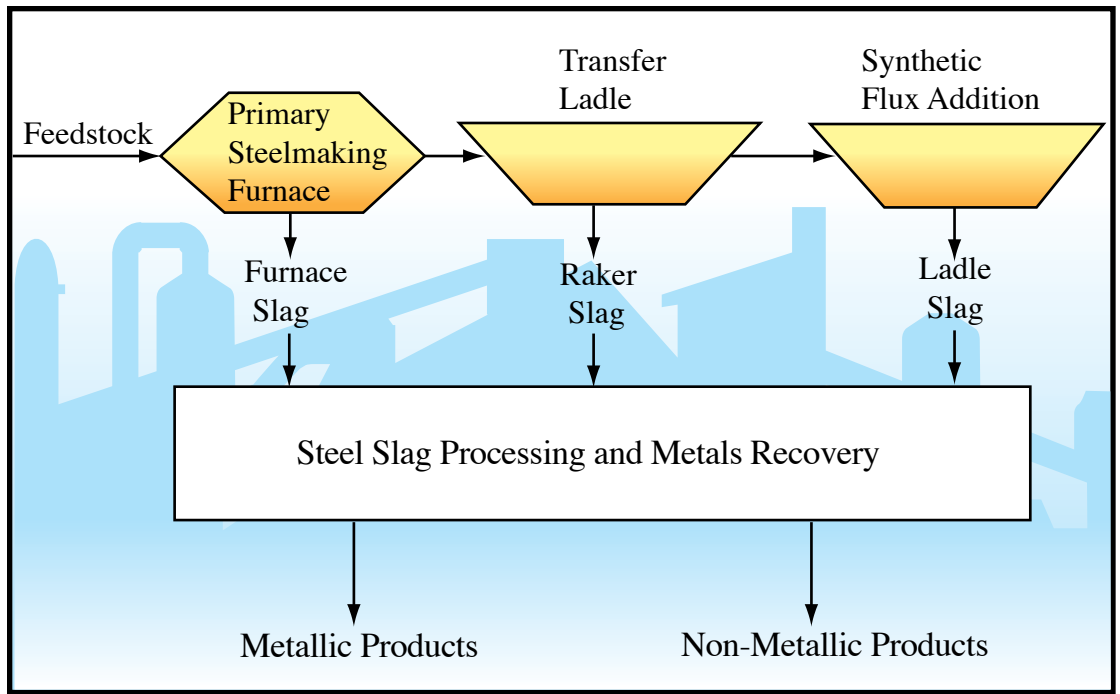 Feedstock
Primary
Steelmaking
Furnace
Transfer
Ladle
Synthetic
Flux Addition
Furnace
Slag
Raker
Slag
Ladle
Slag
Steel Slag Processing and Metals Recovery
Metallic Products
Non-Metallic Products